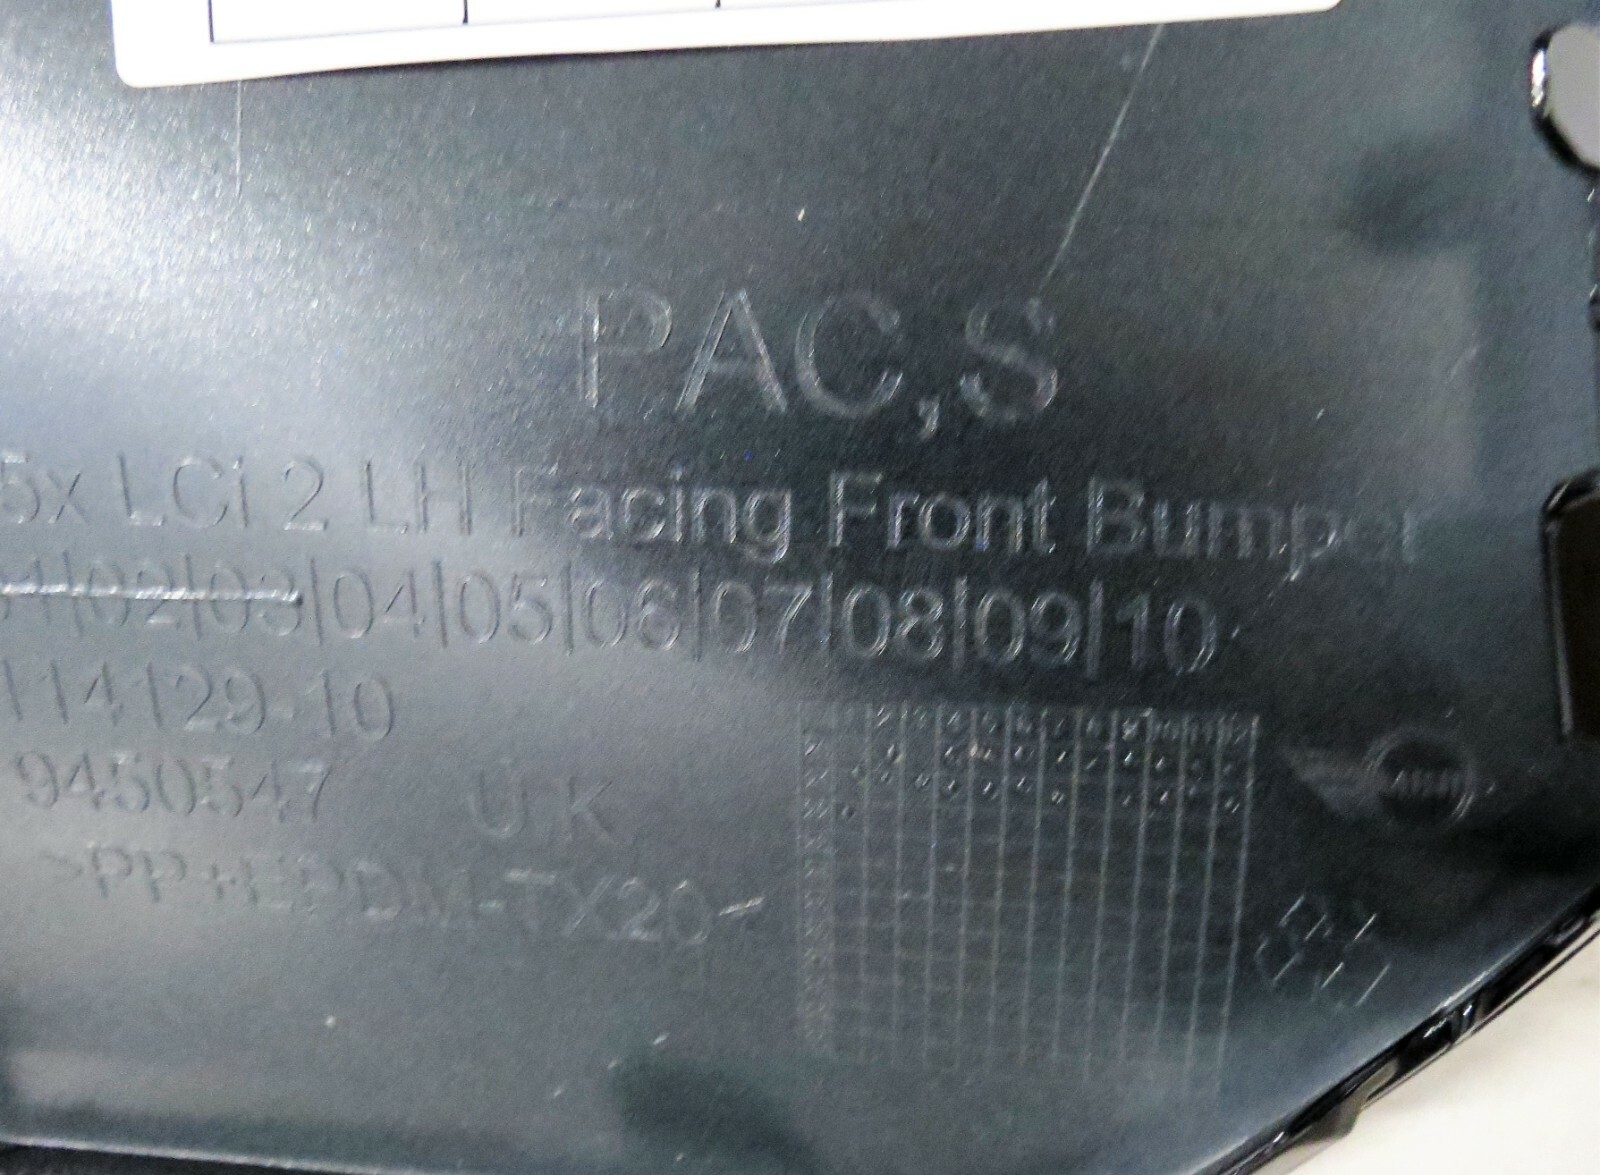 PAC,S
5x LCI 2 LH Facing Front Bumper
01|02|03|04|05|06|07|08|09|10
114129-10
9450547 U.K
>PP+EPDM-TX20<
MINI